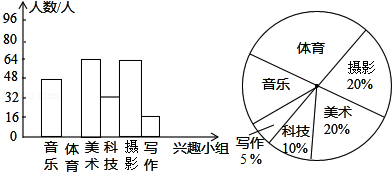 人数/人
96
80
64
48
32
16
0
音乐
体育
美术
科技
摄影
写作
兴趣小组
体育
摄影
20%
音乐
美术
20%
写作
5%
科技
10%